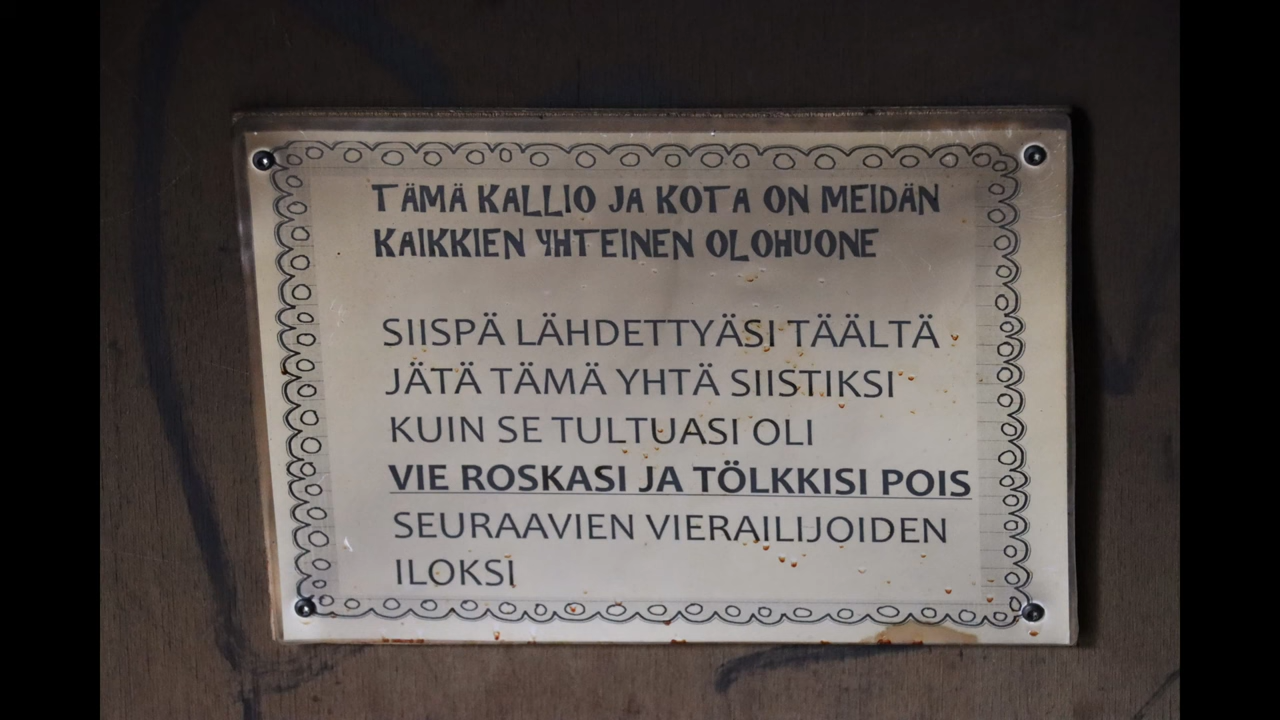 TÄMÄ KALLIO JA KOTA ON MEIDÄN
KAIKKIEN YHTEINEN OLOHUONE
SIISPÄ LÄHDETTYÄSI TÄÄLTÄ
JÄTÄ TÄMÄ YHTÄ SIISTIKSI
KUIN SE TULTUASI OLI
VIE ROSKASI JA TÖLKKISI POIS
SEURAAVIEN VIERAILIJOIDEN
ILOKSI